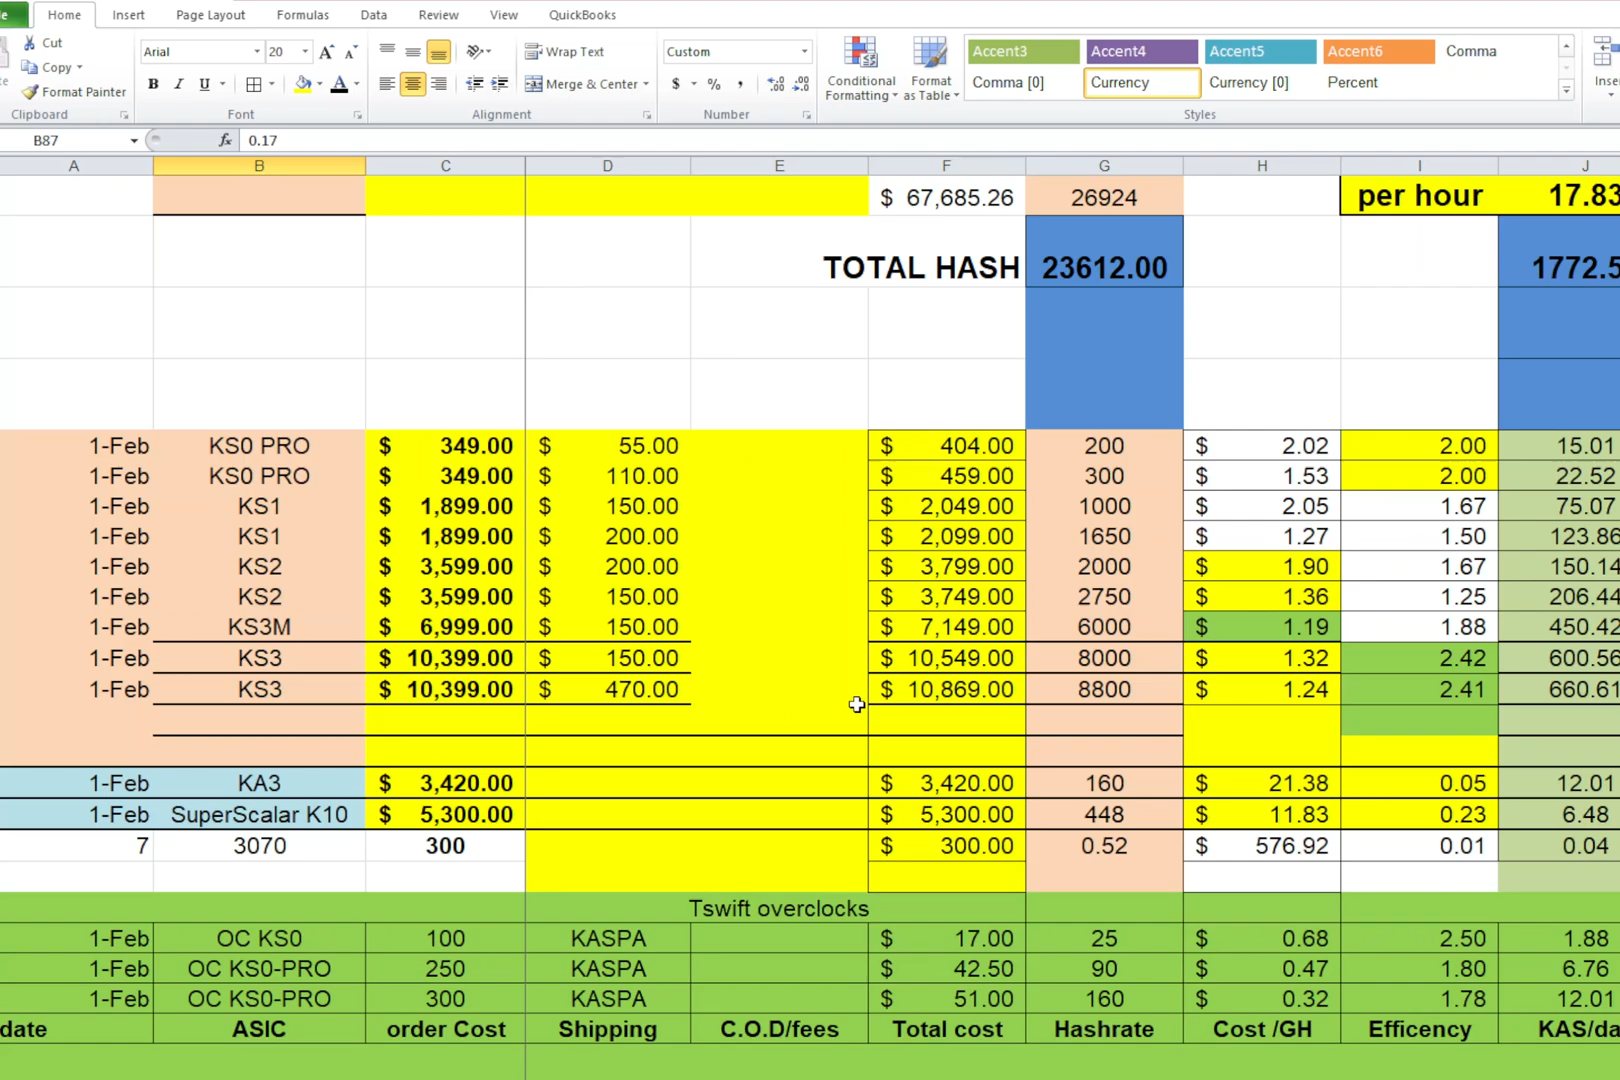 le Home Insert Page Layout Formulas Data Review View QuickBooks
Cut
Copy
Format Painter
Clipboard
Arial 20 A A
B I U A
Font
Wrap Text
Merge & Center
Alignment
Custom
$ % , .0 .00 .00 .0
Number
Conditional Formatting
Format as Table
Accent3 Accent4 Accent5 Accent6 Comma
Comma [0] Currency Currency [0] Percent
Styles
Inse
B87 fx 0.17
A B C D E F G H I J
$ 67,685.26 26924 per hour 17.83
TOTAL HASH 23612.00 1772.5
1-Feb KS0 PRO $ 349.00 $ 55.00 $ 404.00 200 $ 2.02 2.00 15.01
1-Feb KS0 PRO $ 349.00 $ 110.00 $ 459.00 300 $ 1.53 2.00 22.52
1-Feb KS1 $ 1,899.00 $ 150.00 $ 2,049.00 1000 $ 2.05 1.67 75.07
1-Feb KS1 $ 1,899.00 $ 200.00 $ 2,099.00 1650 $ 1.27 1.50 123.86
1-Feb KS2 $ 3,599.00 $ 200.00 $ 3,799.00 2000 $ 1.90 1.67 150.14
1-Feb KS2 $ 3,599.00 $ 150.00 $ 3,749.00 2750 $ 1.36 1.25 206.44
1-Feb KS3M $ 6,999.00 $ 150.00 $ 7,149.00 6000 $ 1.19 1.88 450.42
1-Feb KS3 $ 10,399.00 $ 150.00 $ 10,549.00 8000 $ 1.32 2.42 600.56
1-Feb KS3 $ 10,399.00 $ 470.00 $ 10,869.00 8800 $ 1.24 2.41 660.61
1-Feb KA3 $ 3,420.00 $ 3,420.00 160 $ 21.38 0.05 12.01
1-Feb SuperScalar K10 $ 5,300.00 $ 5,300.00 448 $ 11.83 0.23 6.48
7 3070 300 $ 300.00 0.52 $ 576.92 0.01 0.04
Tswift overclocks
1-Feb OC KS0 100 KASPA $ 17.00 25 $ 0.68 2.50 1.88
1-Feb OC KS0-PRO 250 KASPA $ 42.50 90 $ 0.47 1.80 6.76
1-Feb OC KS0-PRO 300 KASPA $ 51.00 160 $ 0.32 1.78 12.01
date ASIC order Cost Shipping C.O.D/fees Total cost Hashrate Cost /GH Efficency KAS/da